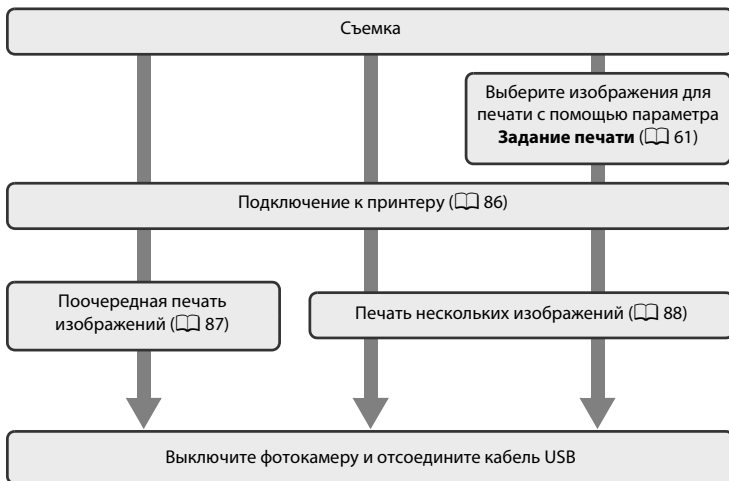 Съемка
Выберите изображения для
печати с помощью параметра
Задание печати (📖 61)
Подключение к принтеру (📖 86)
Поочередная печать
изображений (📖 87)
Печать нескольких изображений (📖 88)
Выключите фотокамеру и отсоедините кабель USB